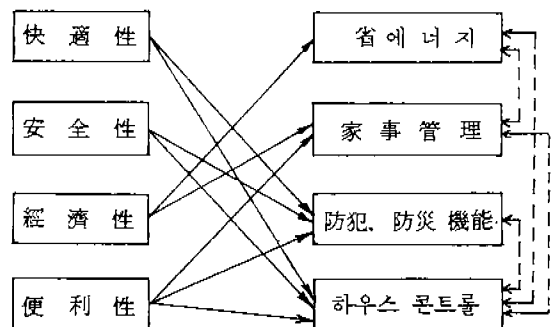 快適性
安全性
經濟性
便利性
省에너지
家事管理
防犯, 防災 機能
하우스 콘트롤